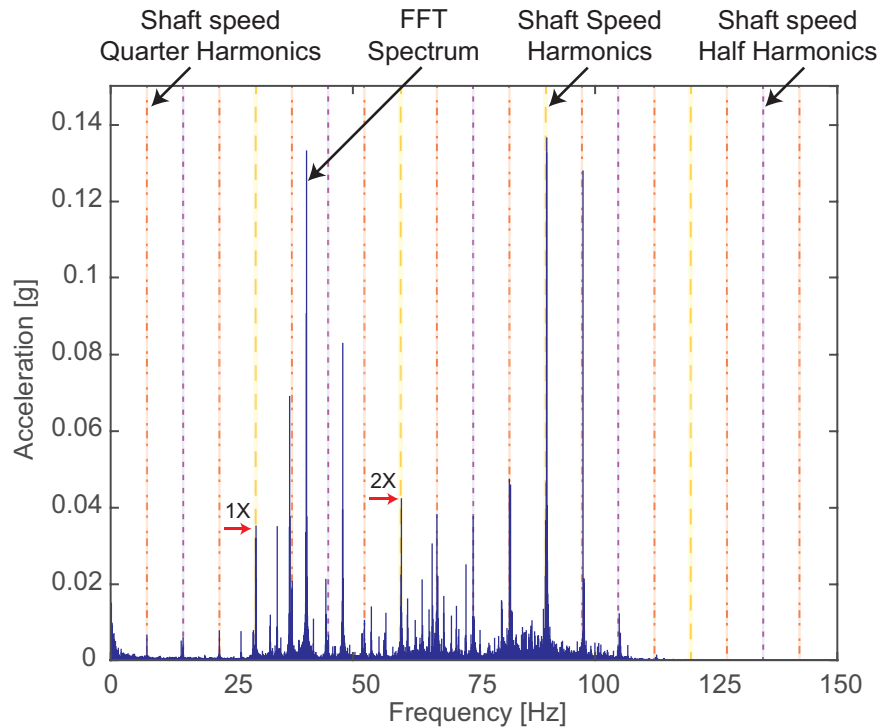 Shaft speed
Quarter Harmonics
FFT
Spectrum
Shaft Speed
Harmonics
Shaft speed
Half Harmonics
0.14
0.12
0.1
0.08
0.06
0.04
0.02
0
Acceleration [g]
1X
2X
0 25 50 75 100 125 150
Frequency [Hz]